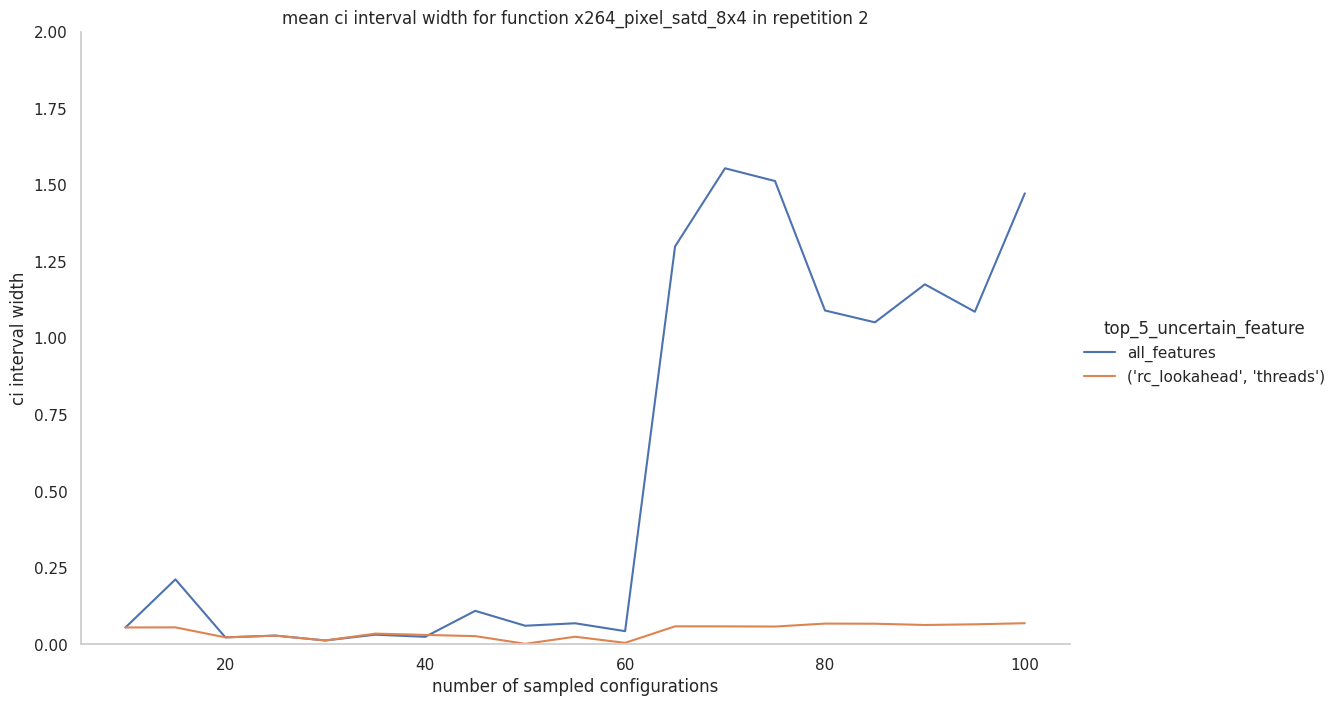 mean ci interval width for function x264_pixel_satd_8x4 in repetition 2
2.00
1.75
1.50
1.25
1.00
0.75
0.50
0.25
0.00
ci interval width
20
40
60
80
100
number of sampled configurations
top_5_uncertain_feature
all_features
('rc_lookahead', 'threads')